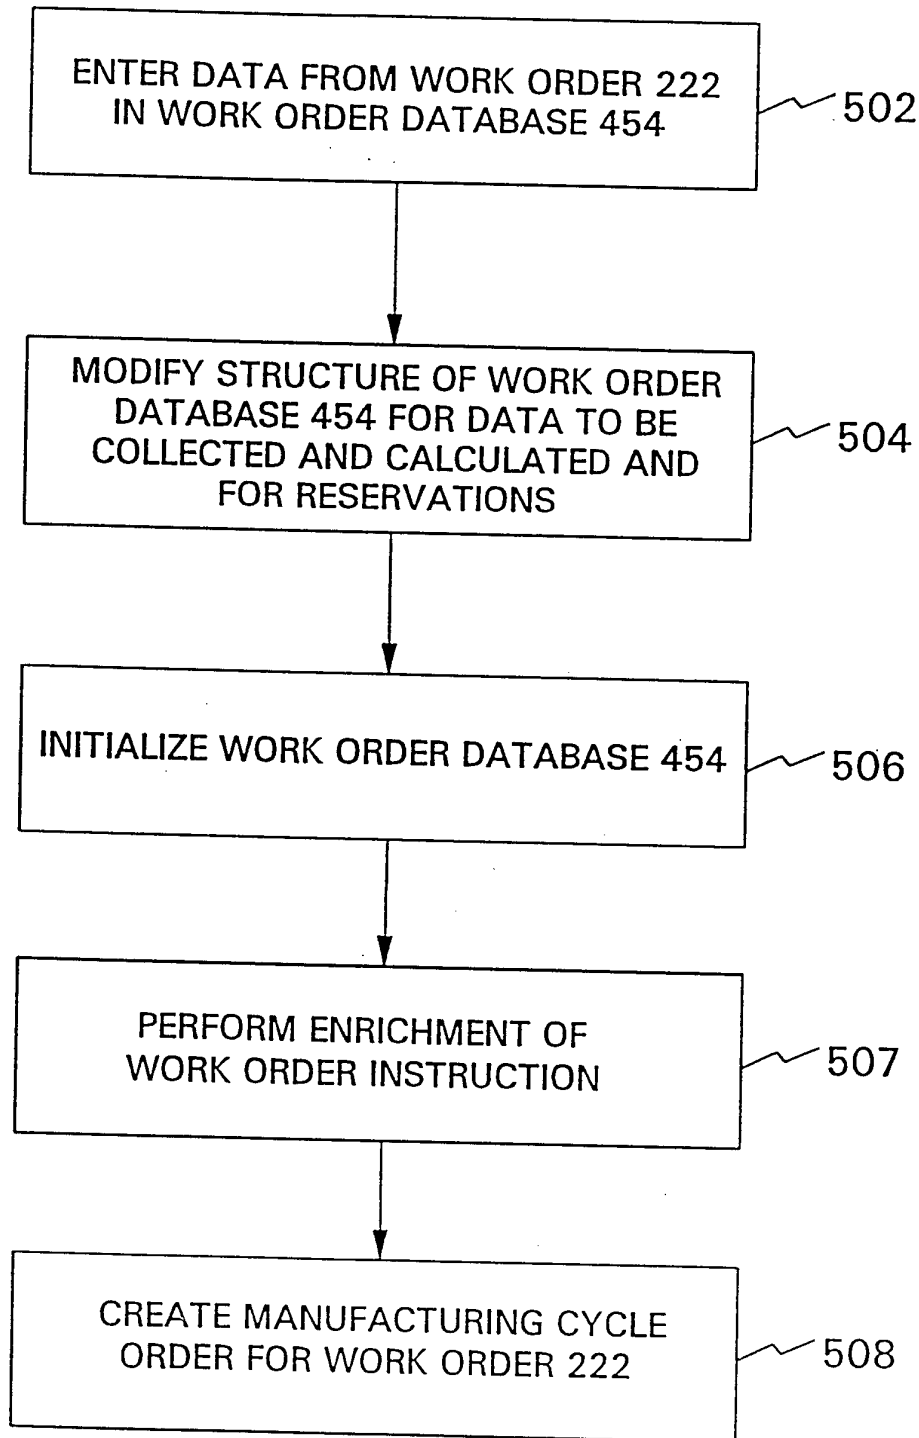 ENTER DATA FROM WORK ORDER 222
IN WORK ORDER DATABASE 454
502
MODIFY STRUCTURE OF WORK ORDER
DATABASE 454 FOR DATA TO BE
COLLECTED AND CALCULATED AND
FOR RESERVATIONS
504
INITIALIZE WORK ORDER DATABASE 454
506
PERFORM ENRICHMENT OF
WORK ORDER INSTRUCTION
507
CREATE MANUFACTURING CYCLE
ORDER FOR WORK ORDER 222
508